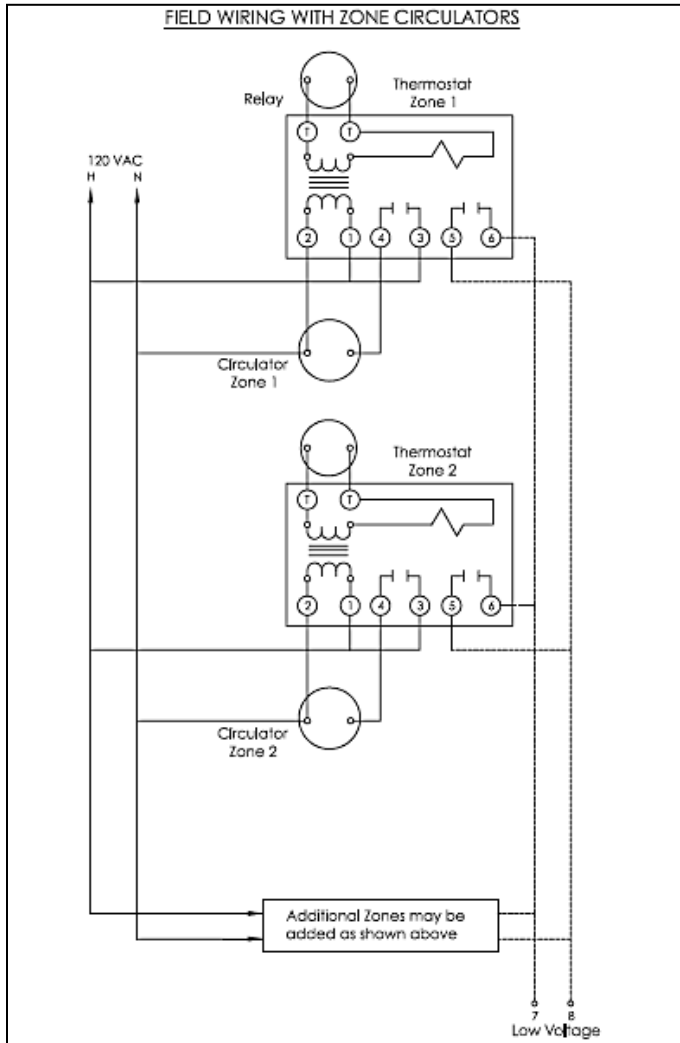 FIELD WIRING WITH ZONE CIRCULATORS
Relay
Thermostat
Zone 1
T T
120 VAC
H N
2 1 4 3 5 6
Circulator
Zone 1
Thermostat
Zone 2
T T
2 1 4 3 5 6
Circulator
Zone 2
Additional Zones may be
added as shown above
7 8
Low Voltage